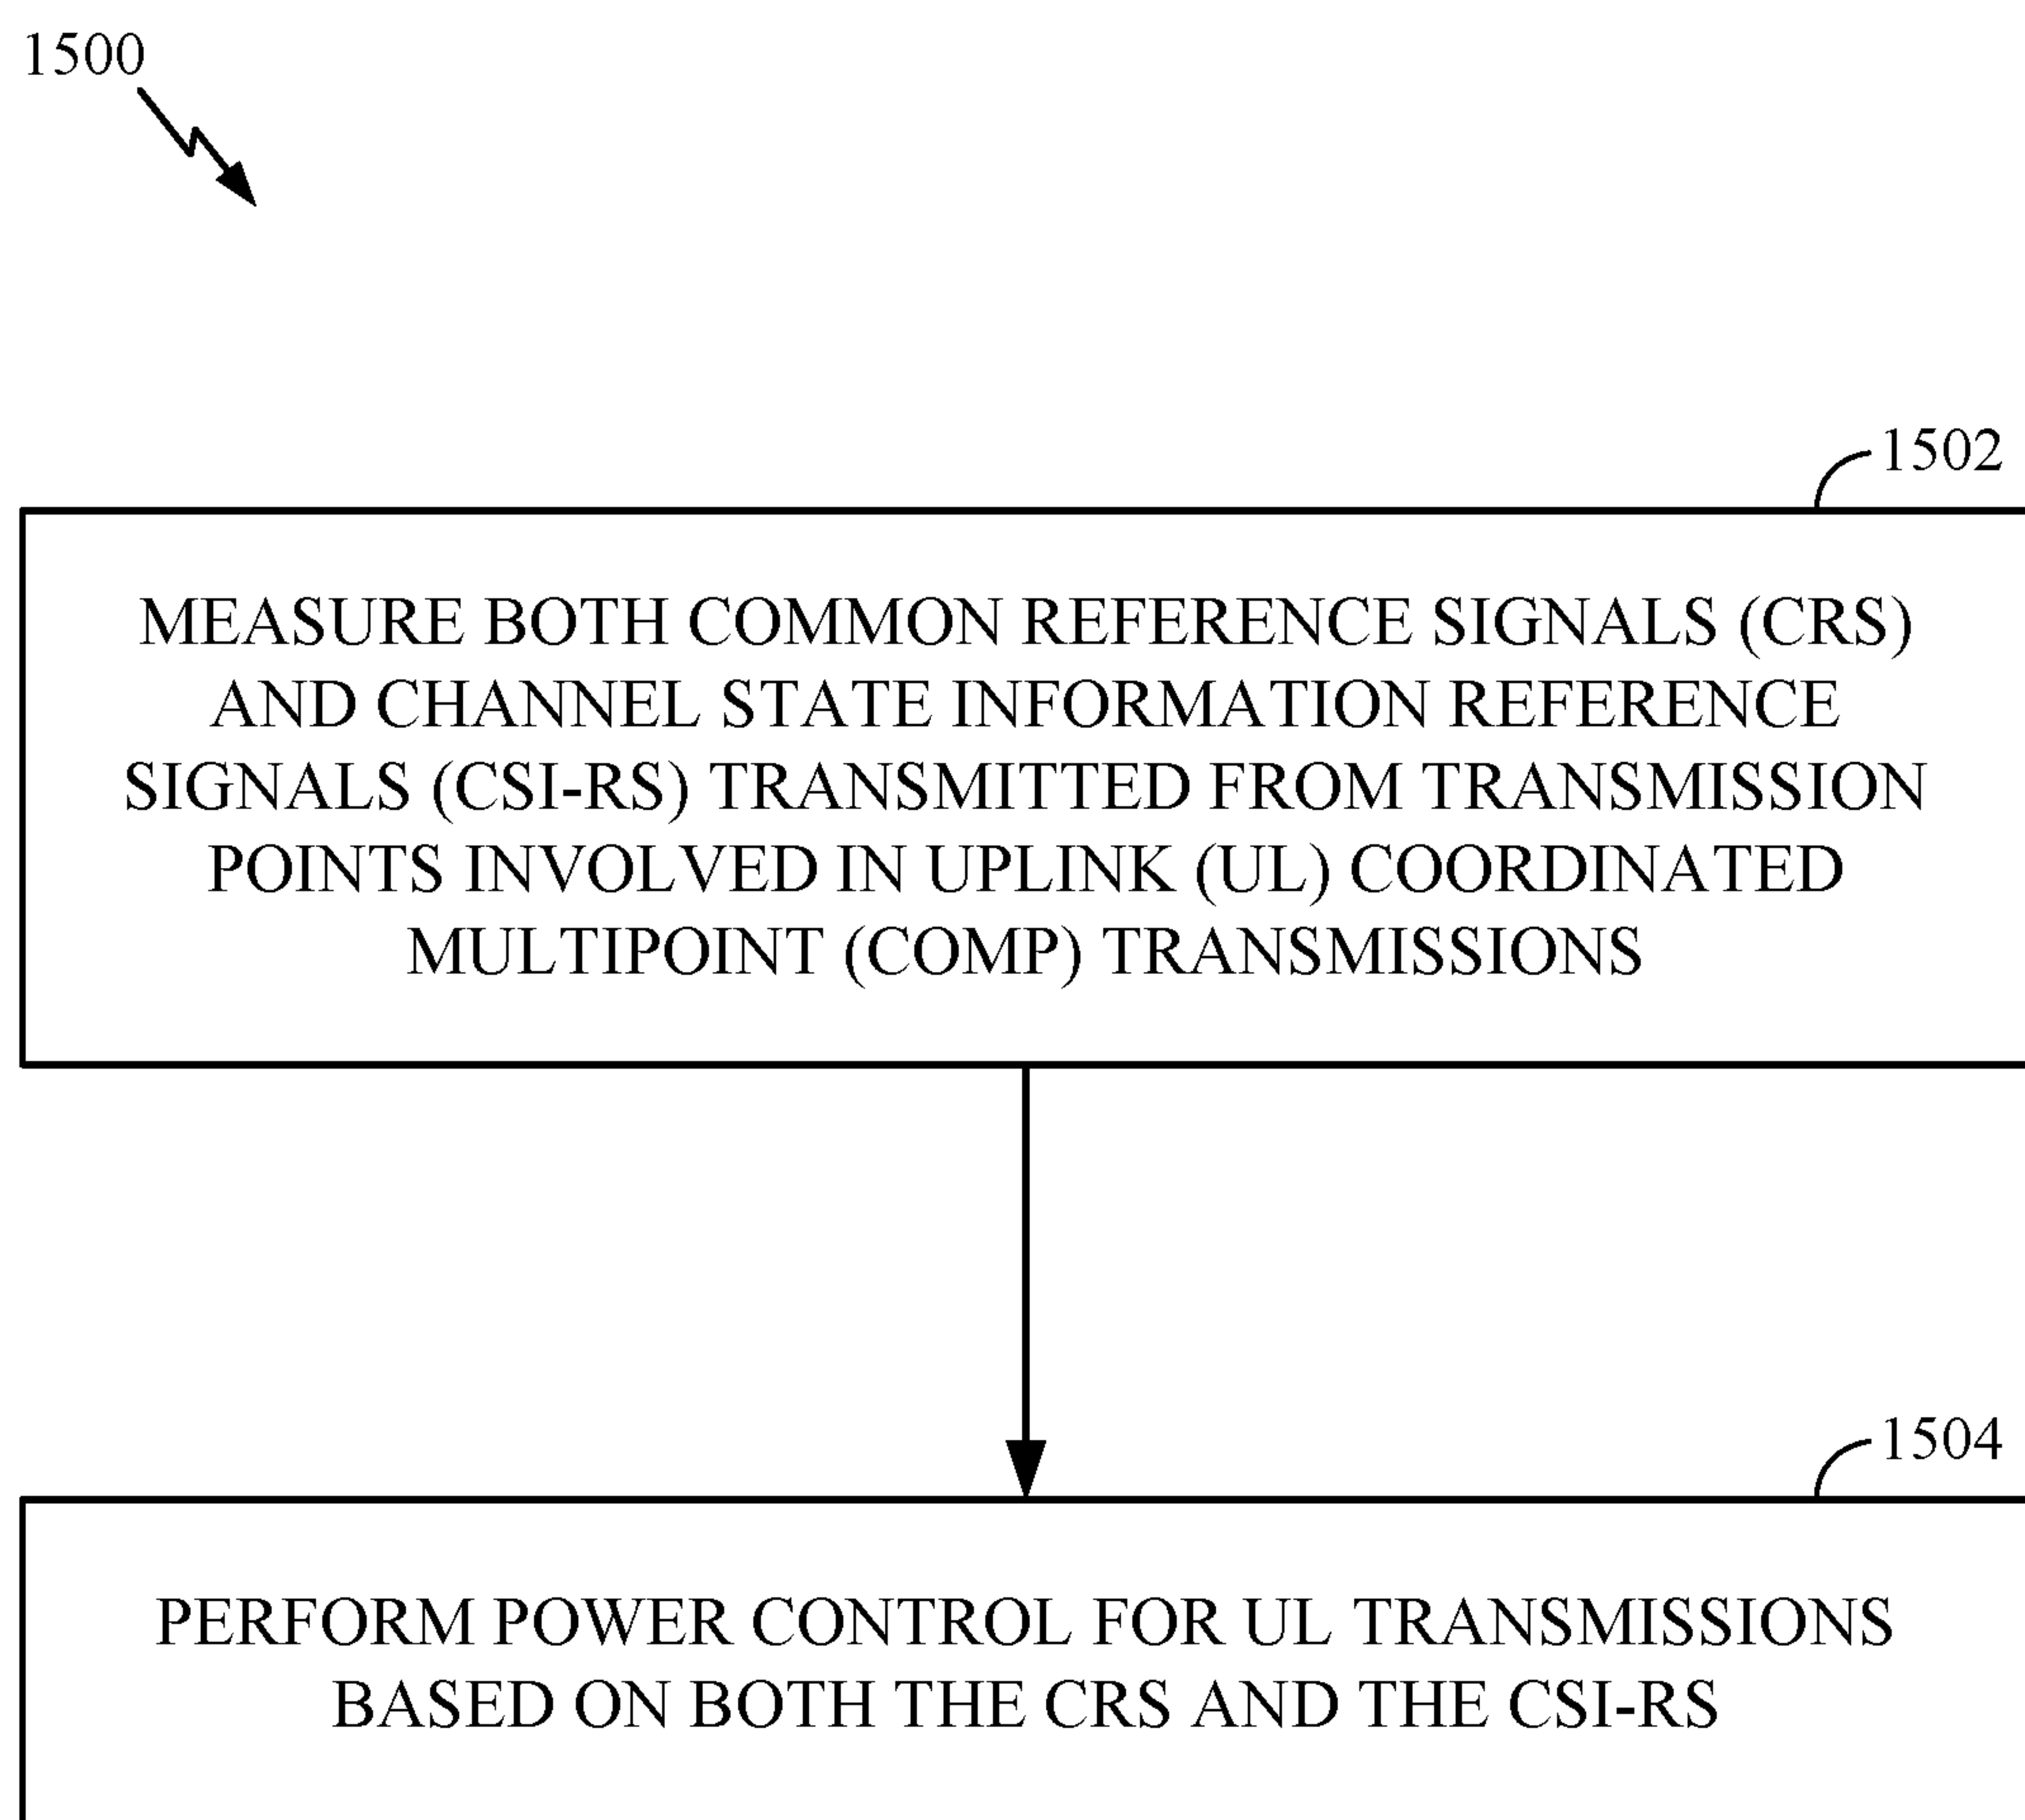 1500
1502
MEASURE BOTH COMMON REFERENCE SIGNALS (CRS)
AND CHANNEL STATE INFORMATION REFERENCE
SIGNALS (CSI-RS) TRANSMITTED FROM TRANSMISSION
POINTS INVOLVED IN UPLINK (UL) COORDINATED
MULTIPOINT (COMP) TRANSMISSIONS
1504
PERFORM POWER CONTROL FOR UL TRANSMISSIONS
BASED ON BOTH THE CRS AND THE CSI-RS